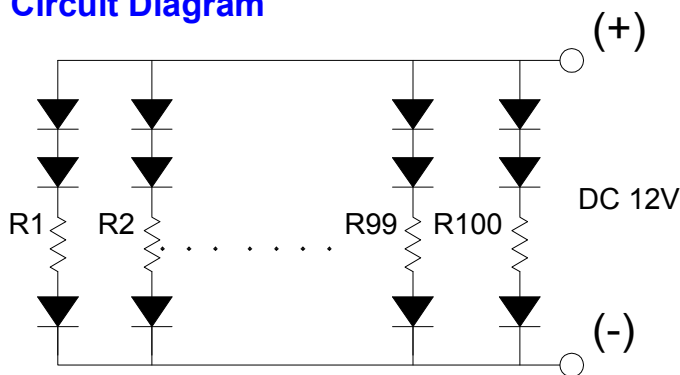 Circuit Diagram
(+)
R1 R2 . . . . . . R99 R100 DC 12V
(-)